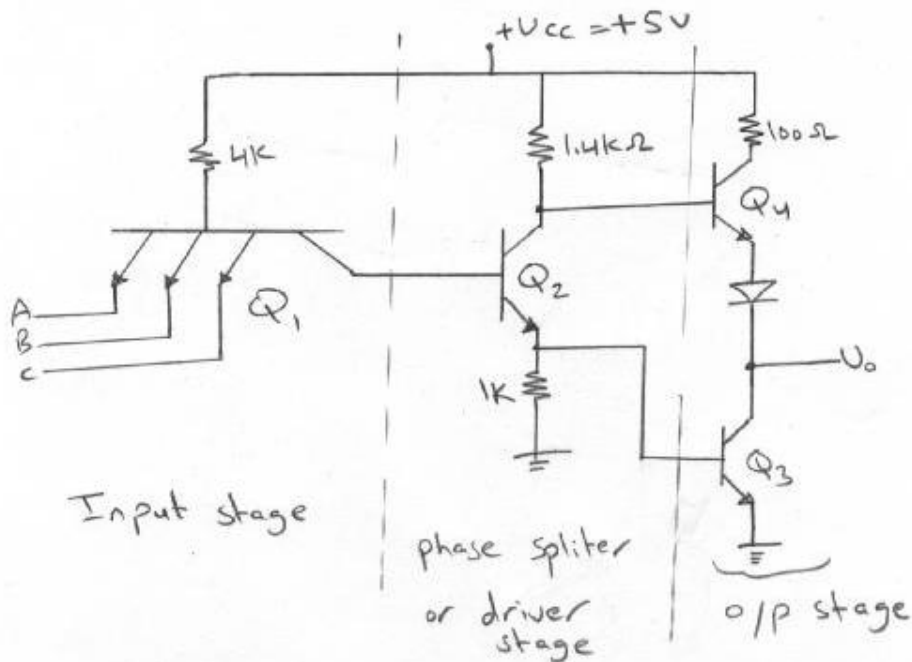 +Vcc = +5V
4K
1.4kΩ
100Ω
Q4
Q2
A
B
C
Q1
1K
Vo
Q3
Input stage
phase spliter
or driver
stage
o/p stage